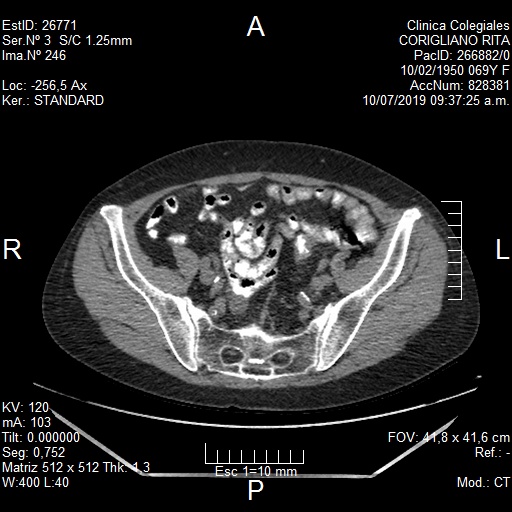 EstID: 26771
Ser.Nº 3 S/C 1.25mm
Ima.Nº 246
Loc: -256,5 Ax
Ker.: STANDARD
A
Clinica Colegiales
CORIGLIANO RITA
PacID: 266882/0
10/02/1950 069Y F
AccNum: 828381
10/07/2019 09:37:25 a.m.
R
L
KV: 120
mA: 103
Tilt: 0.000000
Seg: 0,752
Matriz 512 x 512 Thk: 1.3
W:400 L:40
Esc 1=10 mm
P
FOV: 41,8 x 41,6 cm
Ref.: -
Mod.: CT